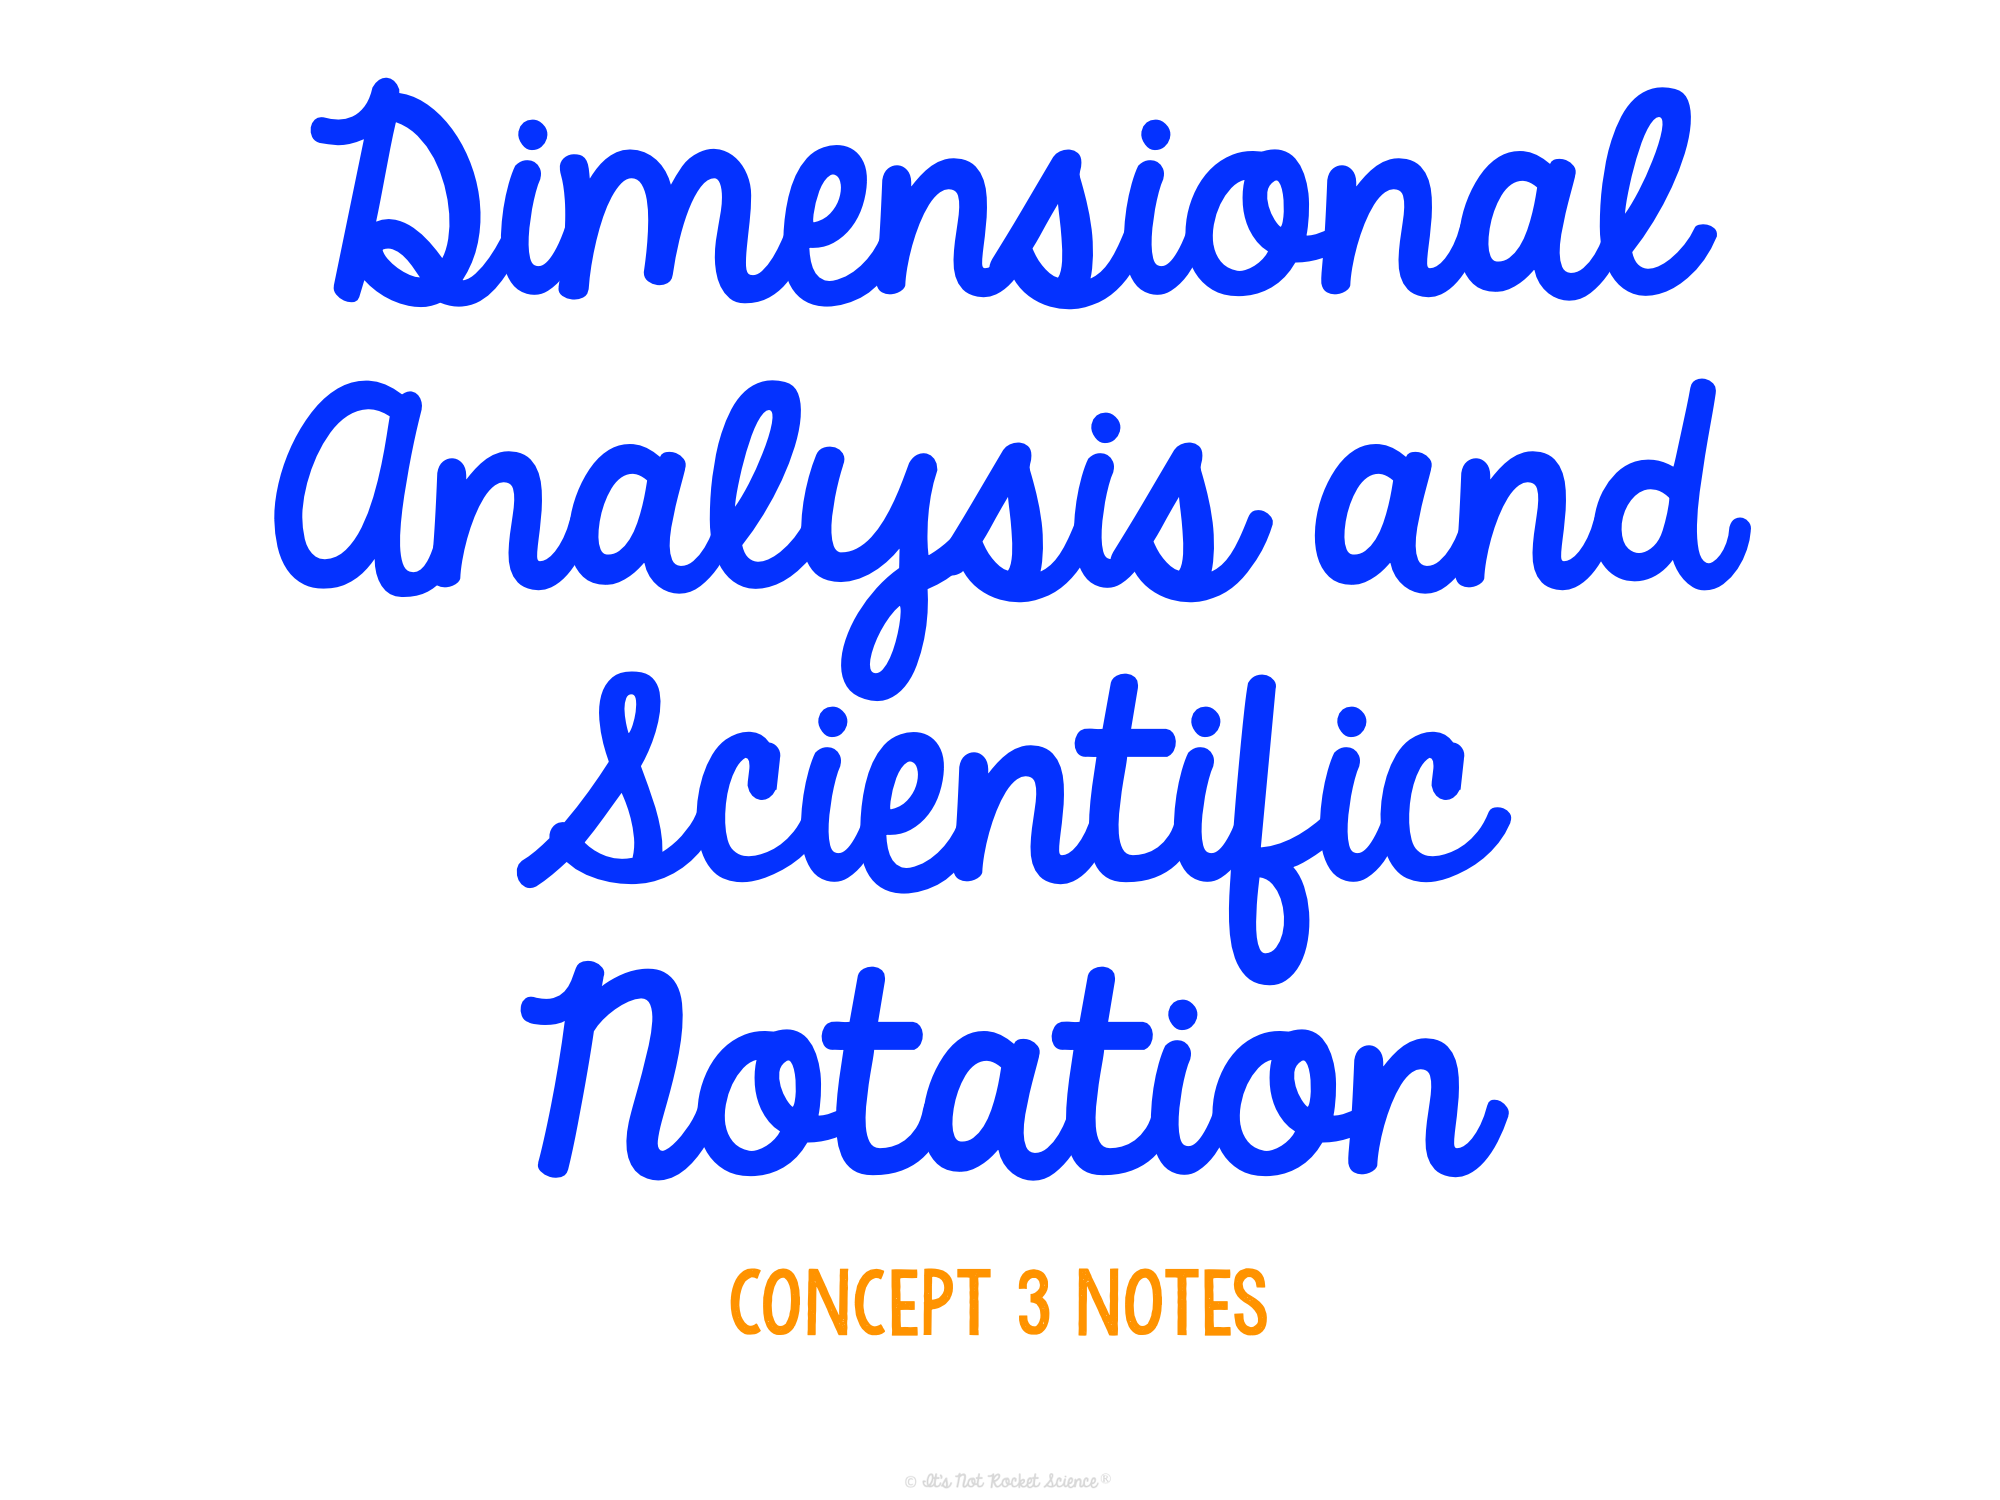 Dimensional
Analysis and
Scientific
Notation
CONCEPT 3 NOTES
© It's Not Rocket Science®